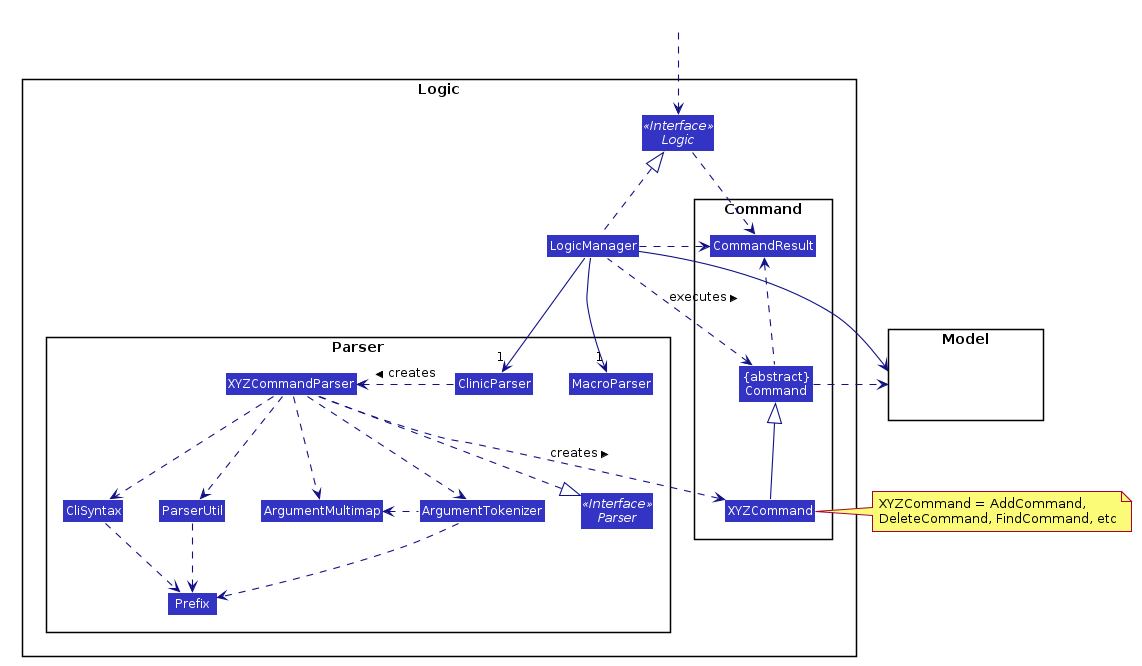 Logic
«Interface»
Logic
Command
LogicManager
CommandResult
executes ▶
Model
Parser
1
1
◀ creates
XYZCommandParser
ClinicParser
MacroParser
{abstract}
Command
creates ▶
CliSyntax
ParserUtil
ArgumentMultimap
ArgumentTokenizer
«Interface»
Parser
XYZCommand
XYZCommand = AddCommand,
DeleteCommand, FindCommand, etc
Prefix